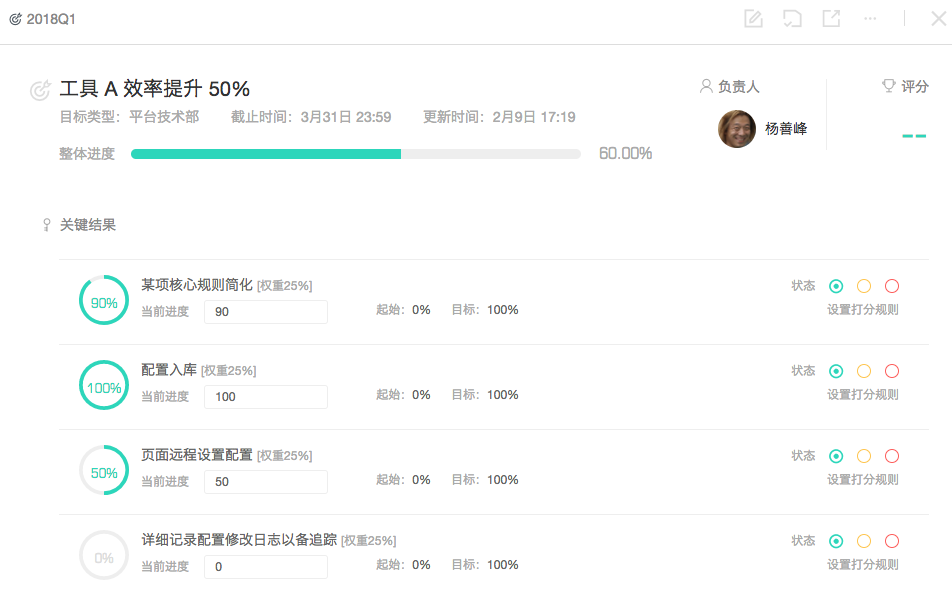 2018Q1
工具 A 效率提升 50%
目标类型：平台技术部 截止时间：3月31日 23:59 更新时间：2月9日 17:19
整体进度 60.00%
负责人
杨善峰
评分
--
关键结果
90%
某项核心规则简化 [权重25%]
当前进度 90 起始：0% 目标：100%
状态
设置打分规则
100%
配置入库 [权重25%]
当前进度 100 起始：0% 目标：100%
状态
设置打分规则
50%
页面远程设置配置 [权重25%]
当前进度 50 起始：0% 目标：100%
状态
设置打分规则
0%
详细记录配置修改日志以备追踪 [权重25%]
当前进度 0 起始：0% 目标：100%
状态
设置打分规则